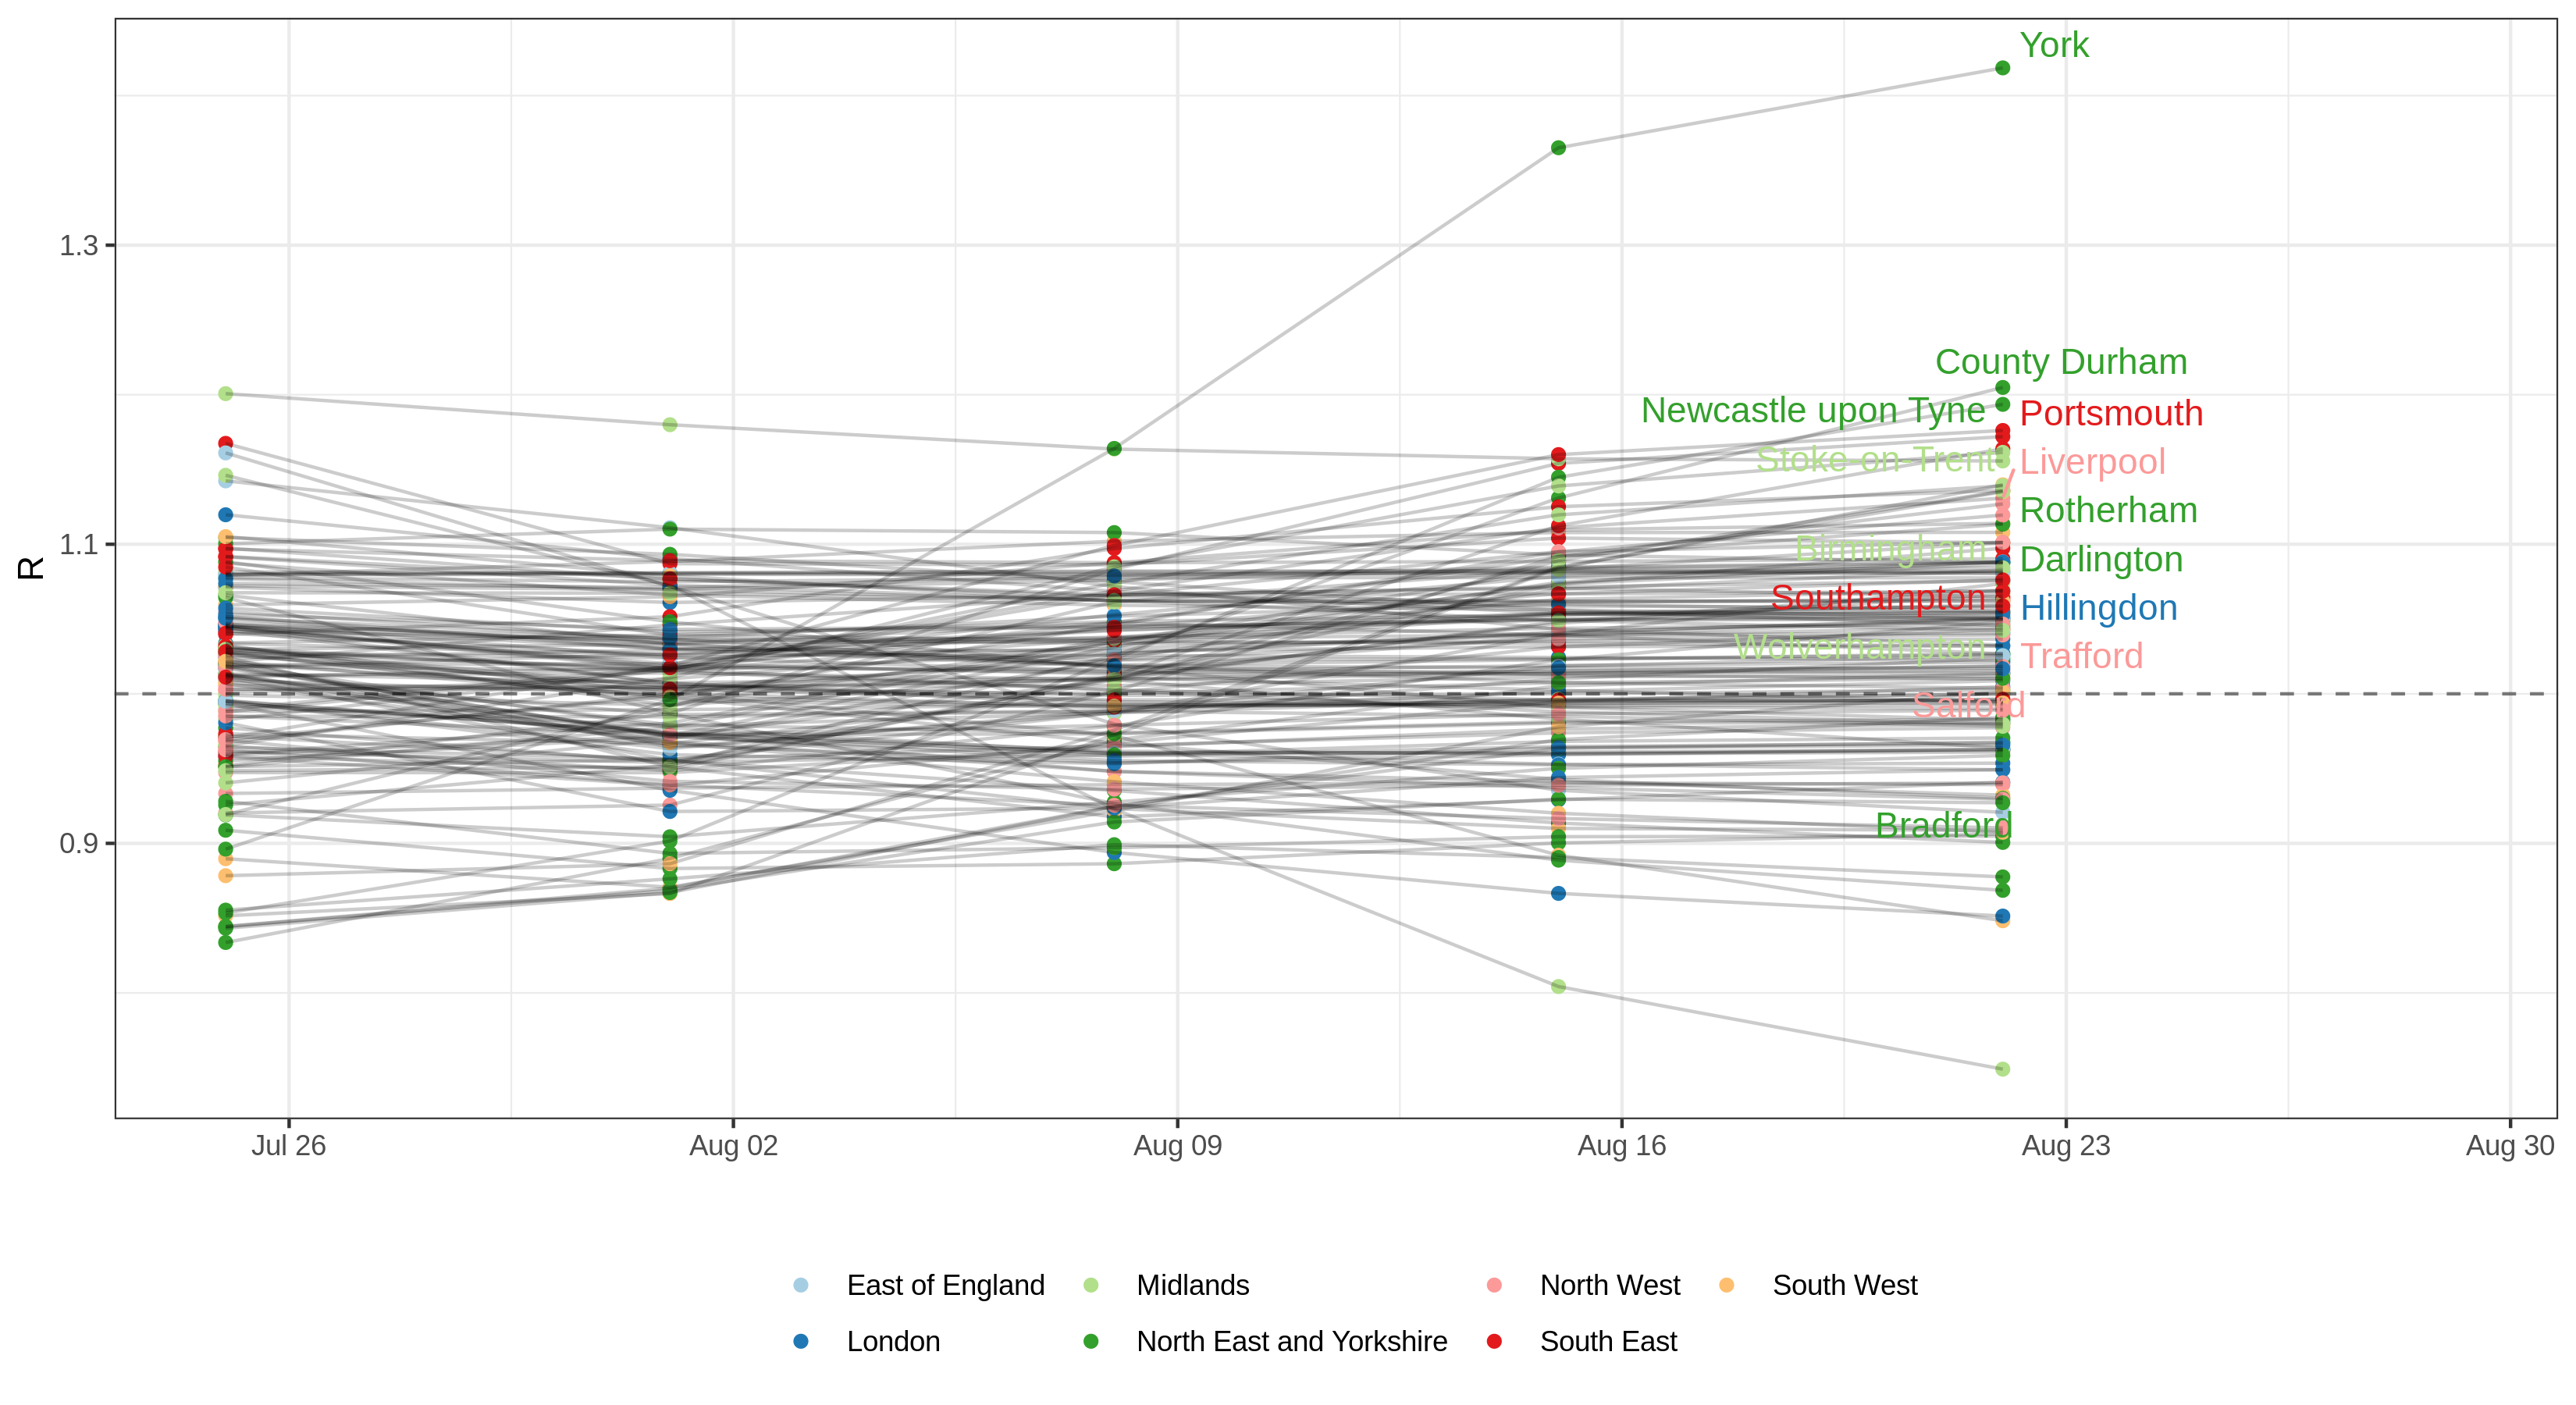 York
1.3
County Durham
Newcastle upon Tyne
Portsmouth
Stoke-on-Trent
Liverpool
Rotherham
1.1
Birmingham
Darlington
R
Southampton
Hillingdon
Wolverhampton
Trafford
Salford
0.9
Bradford
Jul 26
Aug 02
Aug 09
Aug 16
Aug 23
Aug 30
East of England
Midlands
North West
South West
London
North East and Yorkshire
South East